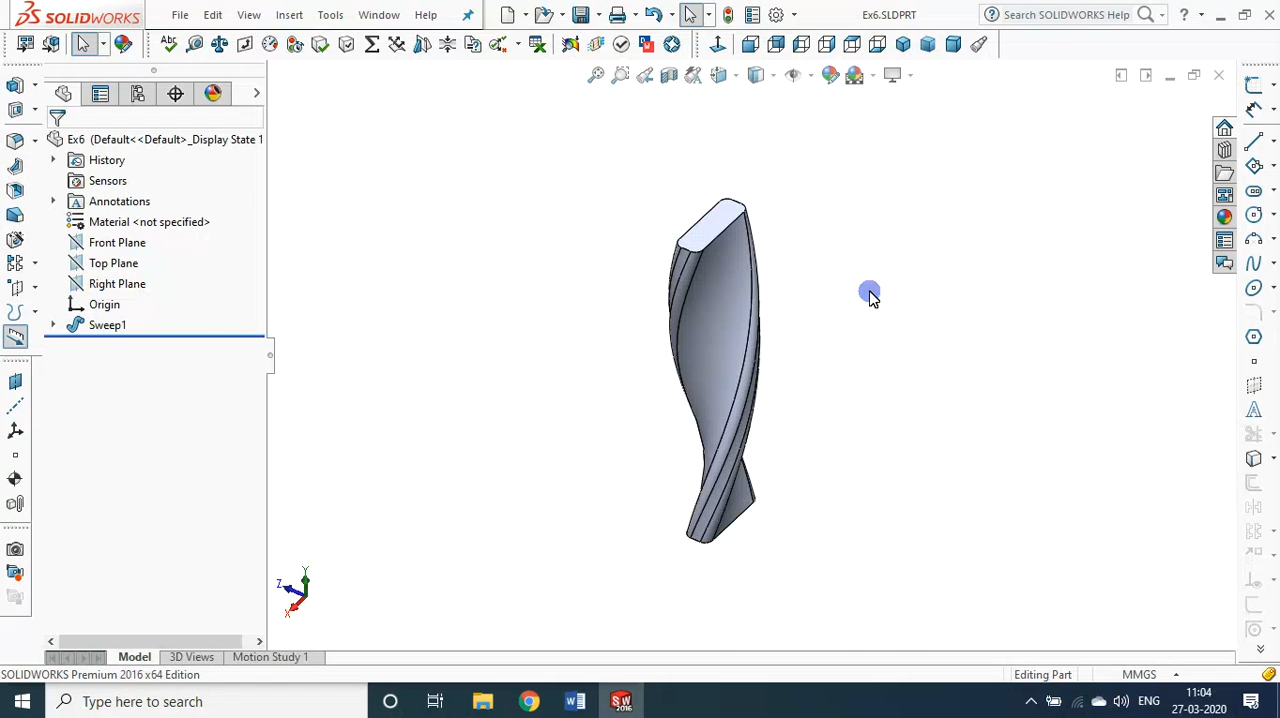 SOLIDWORKS File Edit View Insert Tools Window Help Ex6.SLDPRT Search SOLIDWORKS Help ?
Abc
Ex6 (Default<<Default>_Display State 1
History
Sensors
A Annotations
Material <not specified>
Front Plane
Top Plane
Right Plane
Origin
Sweep1
Y
Z
X
Model 3D Views Motion Study 1
SOLIDWORKS Premium 2016 x64 Edition Editing Part MMGS
Type here to search SW 2016 ENG 11:04
27-03-2020